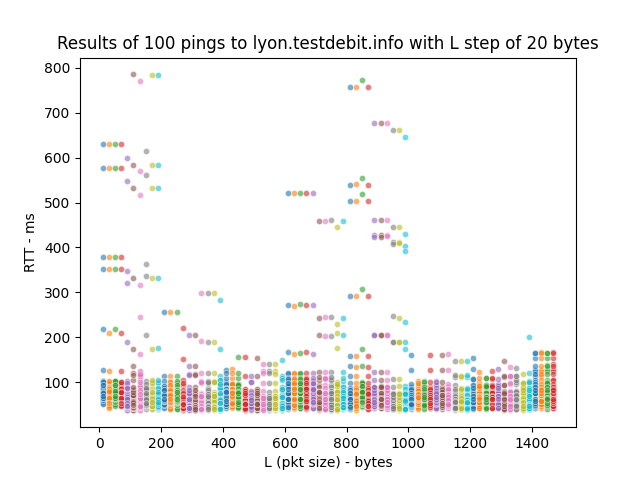 Results of 100 pings to lyon.testdebit.info with L step of 20 bytes
800
700
600
500
400
300
200
100
RTT - ms
0 200 400 600 800 1000 1200 1400
L (pkt size) - bytes